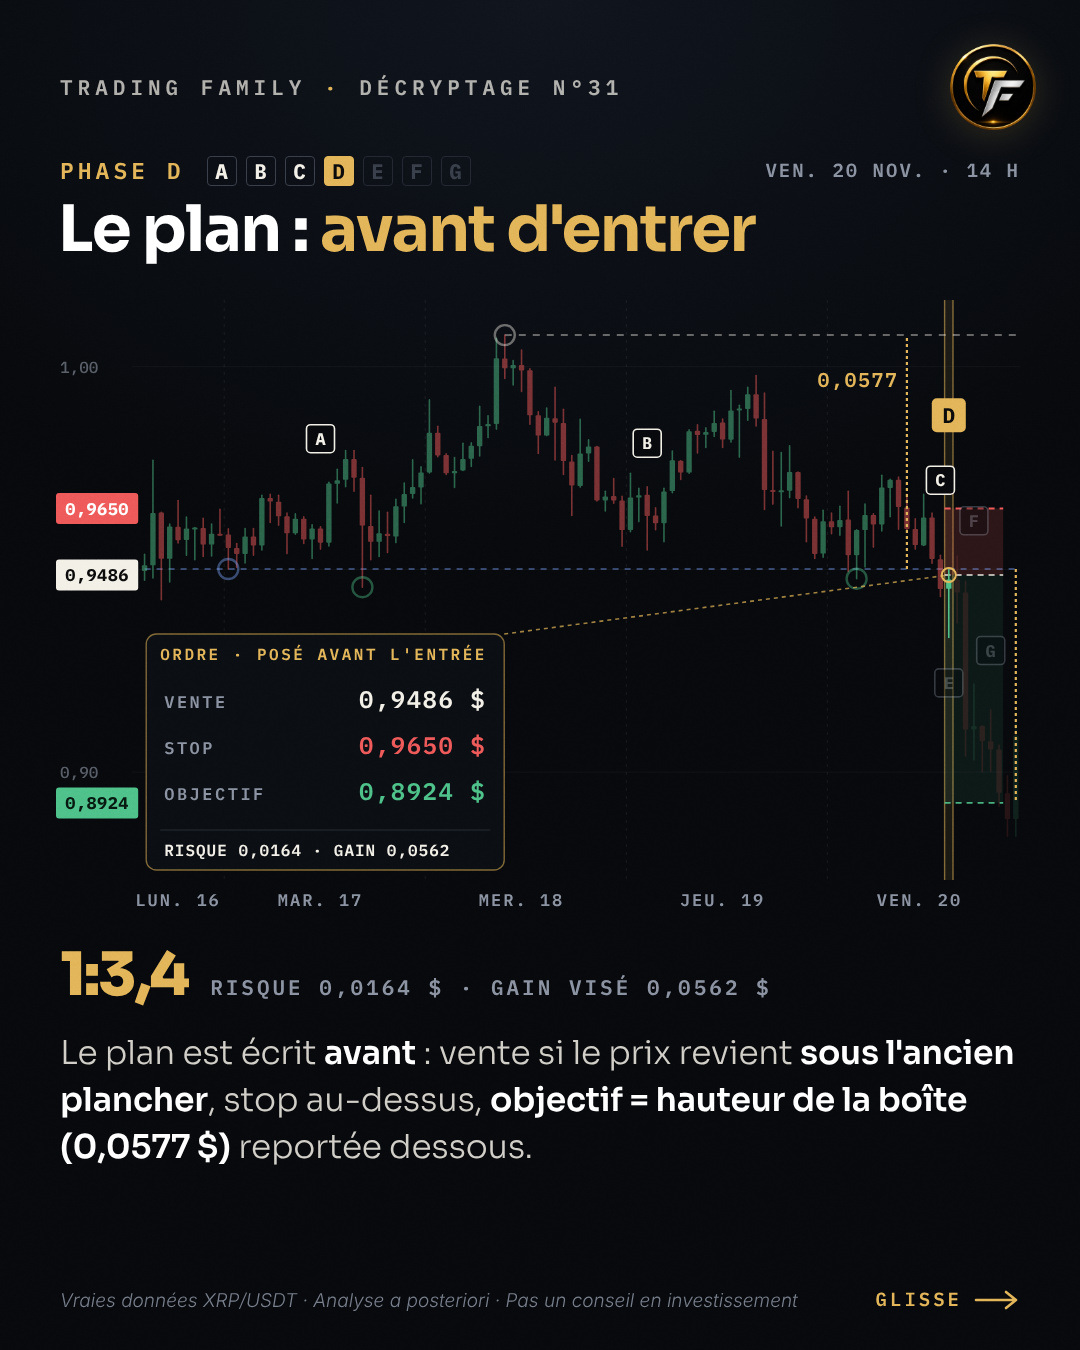 TRADING FAMILY · DÉCRYPTAGE N°31
TF
PHASE D A B C D E F G
VEN. 20 NOV. · 14 H
Le plan : avant d'entrer
1,00
0,0577
D
A
B
C
0,9650
F
0,9486
G
E
ORDRE · POSÉ AVANT L'ENTRÉE
VENTE 0,9486 $
STOP 0,9650 $
OBJECTIF 0,8924 $
RISQUE 0,0164 · GAIN 0,0562
0,90
0,8924
LUN. 16 MAR. 17 MER. 18 JEU. 19 VEN. 20
1:3,4 RISQUE 0,0164 $ · GAIN VISÉ 0,0562 $
Le plan est écrit avant : vente si le prix revient sous l'ancien
plancher, stop au-dessus, objectif = hauteur de la boîte
(0,0577 $) reportée dessous.
Vraies données XRP/USDT · Analyse a posteriori · Pas un conseil en investissement
GLISSE →